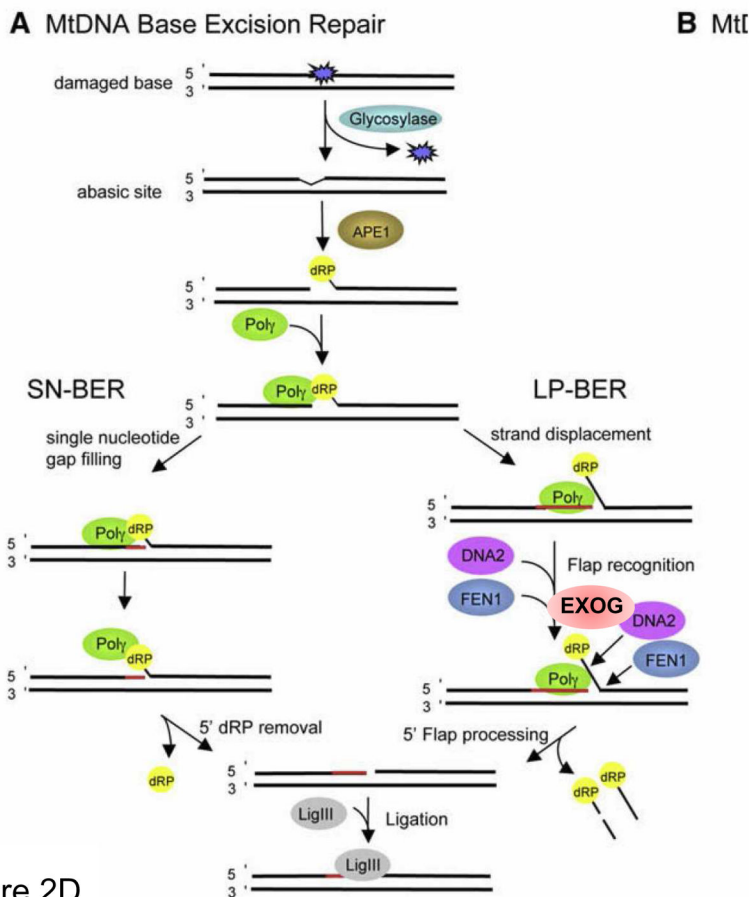 A MtDNA Base Excision Repair
B
damaged base
5 '
3 '
Glycosylase
abasic site
5 '
3 '
APE1
dRP
5 '
3 '
Polγ
SN-BER
LP-BER
Polγ
dRP
5 '
3 '
single nucleotide
gap filling
strand displacement
dRP
Polγ
5 '
3 '
Polγ
dRP
5 '
3 '
DNA2
FEN1
Flap recognition
EXOG
DNA2
FEN1
dRP
Polγ
5 '
3 '
Polγ
dRP
5 '
3 '
5' dRP removal
dRP
5' Flap processing
dRP
dRP
5 '
3 '
LigIII
Ligation
LigIII
5 '
3 '
2D